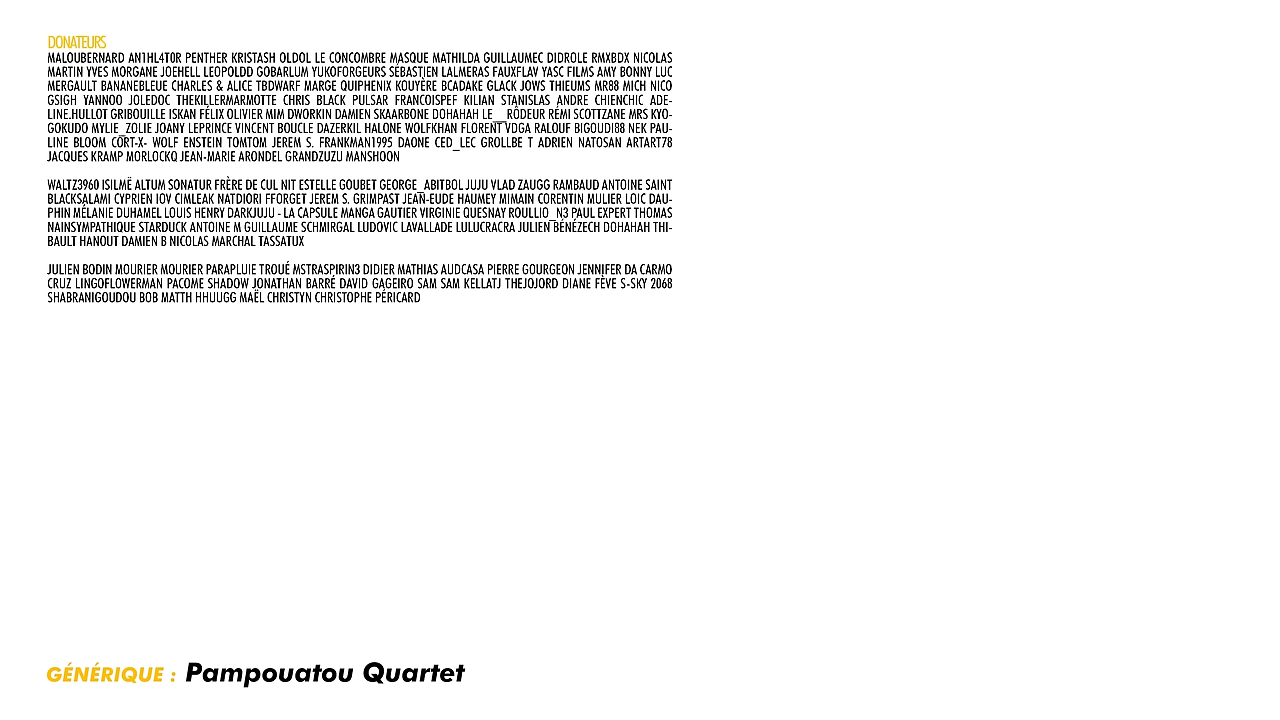 DONATEURS
MALOUBERNARD AN1HL4T0R PENTHER KRISTASH OLDOL LE CONCOMBRE MASQUE MATHILDA GUILLAUMEC DIDROLE RMXBDX NICOLAS
MARTIN YVES MORGANE JOEHELL LEOPOLDD GOBARLUM YUKOFORGEURS SÉBASTIEN LALMERAS FAUXFLAV YASC FILMS AMY BONNY LUC
MERGAULT BANANEBLEUE CHARLES & ALICE TBDWARF MARGE QUIPHENIX KOUYÈRE BCADAKE GLACK JOWS THIEUMS MR88 MICH NICO
GSIGH YANNOO JOLEDOC THEKILLERMARMOTTE CHRIS BLACK PULSAR FRANCOISPEF KILIAN STANISLAS ANDRE CHIENCHIC ADE-
LINE.HULLOT GRIBOUILLE ISKAN FÉLIX OLIVIER MIM DWORKIN DAMIEN SKAARBONE DOHAHAH LE__RÔDEUR RÉMI SCOTTZANE MRS KYO-
GOKUDO MYLIE_ZOLIE JOANY LEPRINCE VINCENT BOUCLE DAZERKIL HALONE WOLFKHAN FLORENT VDGA RALOUF BIGOUDI88 NEK PAU-
LINE BLOOM CÔRT-X- WOLF ENSTEIN TOMTOM JEREM S. FRANKMAN1995 DAONE CED_LEC GROLLBE T ADRIEN NATOSAN ARTART78
JACQUES KRAMP MORLOCKQ JEAN-MARIE ARONDEL GRANDZUZU MANSHOON
WALTZ3960 ISILMË ALTUM SONATUR FRÈRE DE CUL NIT ESTELLE GOUBET GEORGE_ABITBOL JUJU VLAD ZAUGG RAMBAUD ANTOINE SAINT
BLACKSALAMI CYPRIEN IOV CIMLEAK NATDIORI FFORGET JEREM S. GRIMPAST JEAN-EUDE HAUMEY MIMAIN CORENTIN MULIER LOIC DAU-
PHIN MÉLANIE DUHAMEL LOUIS HENRY DARKJUJU - LA CAPSULE MANGA GAUTIER VIRGINIE QUESNAY ROULLIO_N3 PAUL EXPERT THOMAS
NAINSYMPATHIQUE STARDUCK ANTOINE M GUILLAUME SCHMIRGAL LUDOVIC LAVALLADE LULUCRACRA JULIEN BÉNÉZECH DOHAHAH THI-
BAULT HANOUT DAMIEN B NICOLAS MARCHAL TASSATUX
JULIEN BODIN MOURIER MOURIER PARAPLUIE TROUÉ MSTRASPIRIN3 DIDIER MATHIAS AUDCASA PIERRE GOURGEON JENNIFER DA CARMO
CRUZ LINGOFLOWERMAN PACOME SHADOW JONATHAN BARRÉ DAVID GAGEIRO SAM SAM KELLATJ THEJOJORD DIANE FÈVE S-SKY 2068
SHABRANIGOUDOU BOB MATTH HHUUGG MAËL CHRISTYN CHRISTOPHE PÉRICARD
GÉNÉRIQUE : Pampouatou Quartet